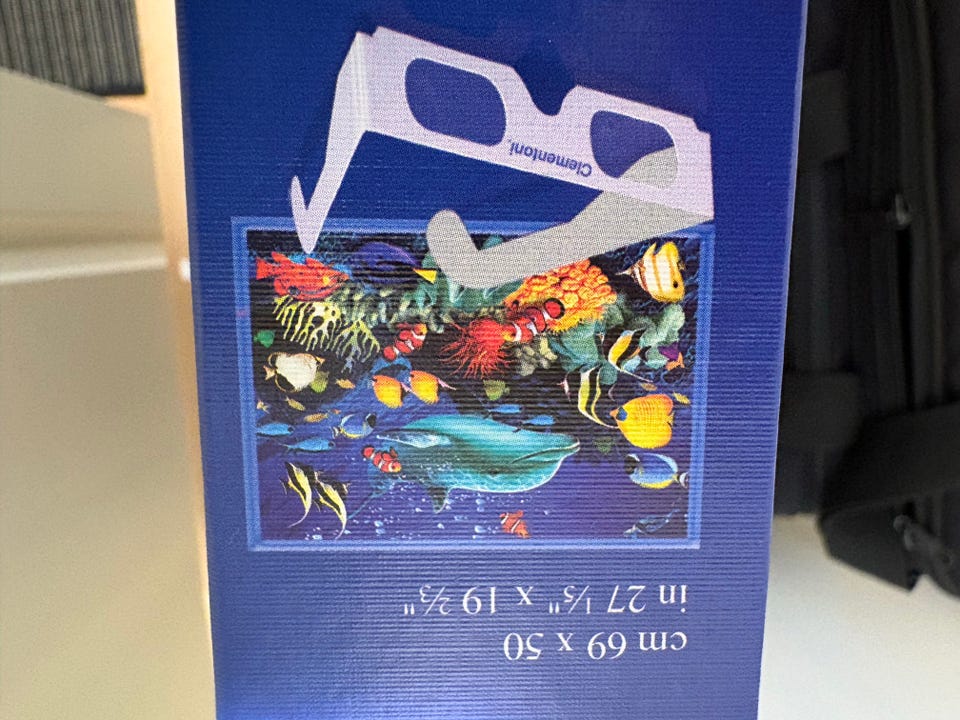 cm 69 x 50
in 27 1/5" x 19 2/3"
Clementoni.